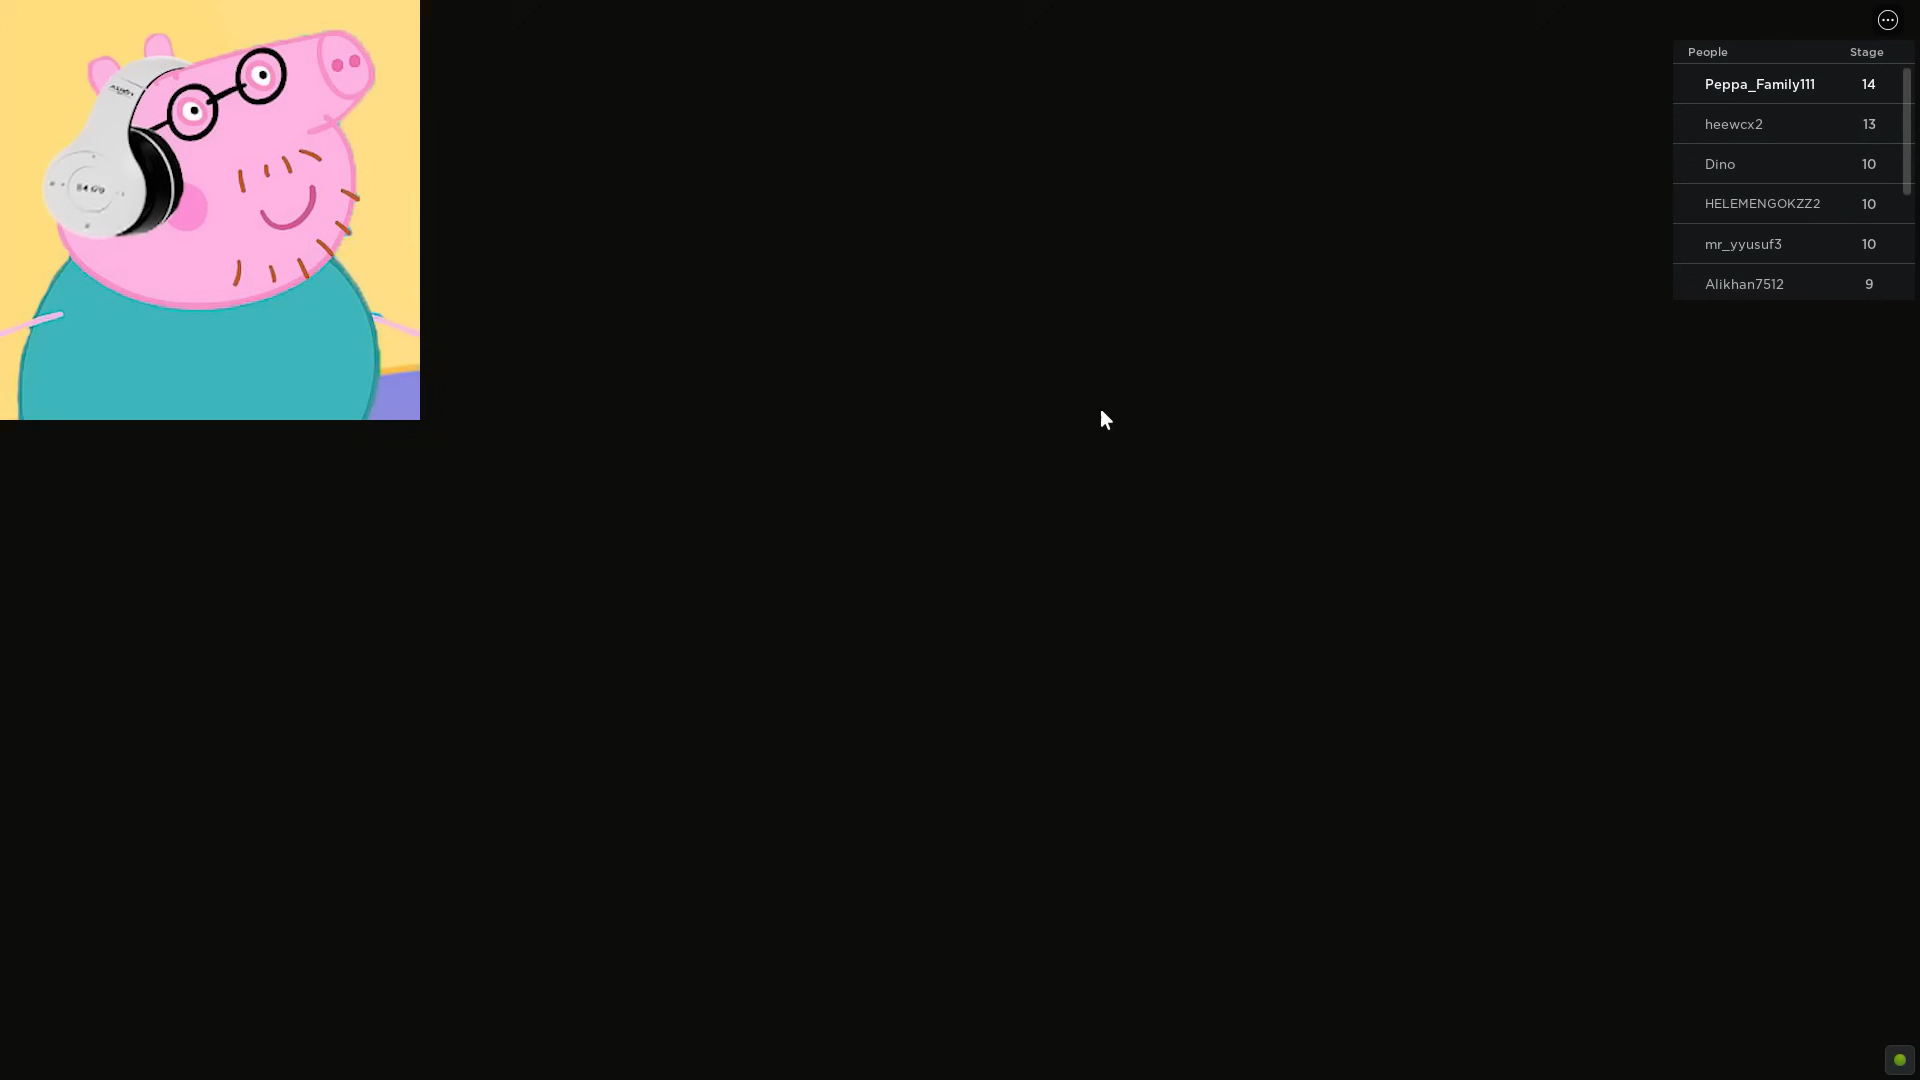 People Stage
Peppa_Family111 14
heewcx2 13
Dino 10
HELEMENGOKZZ2 10
mr_yyusuf3 10
Alikhan7512 9